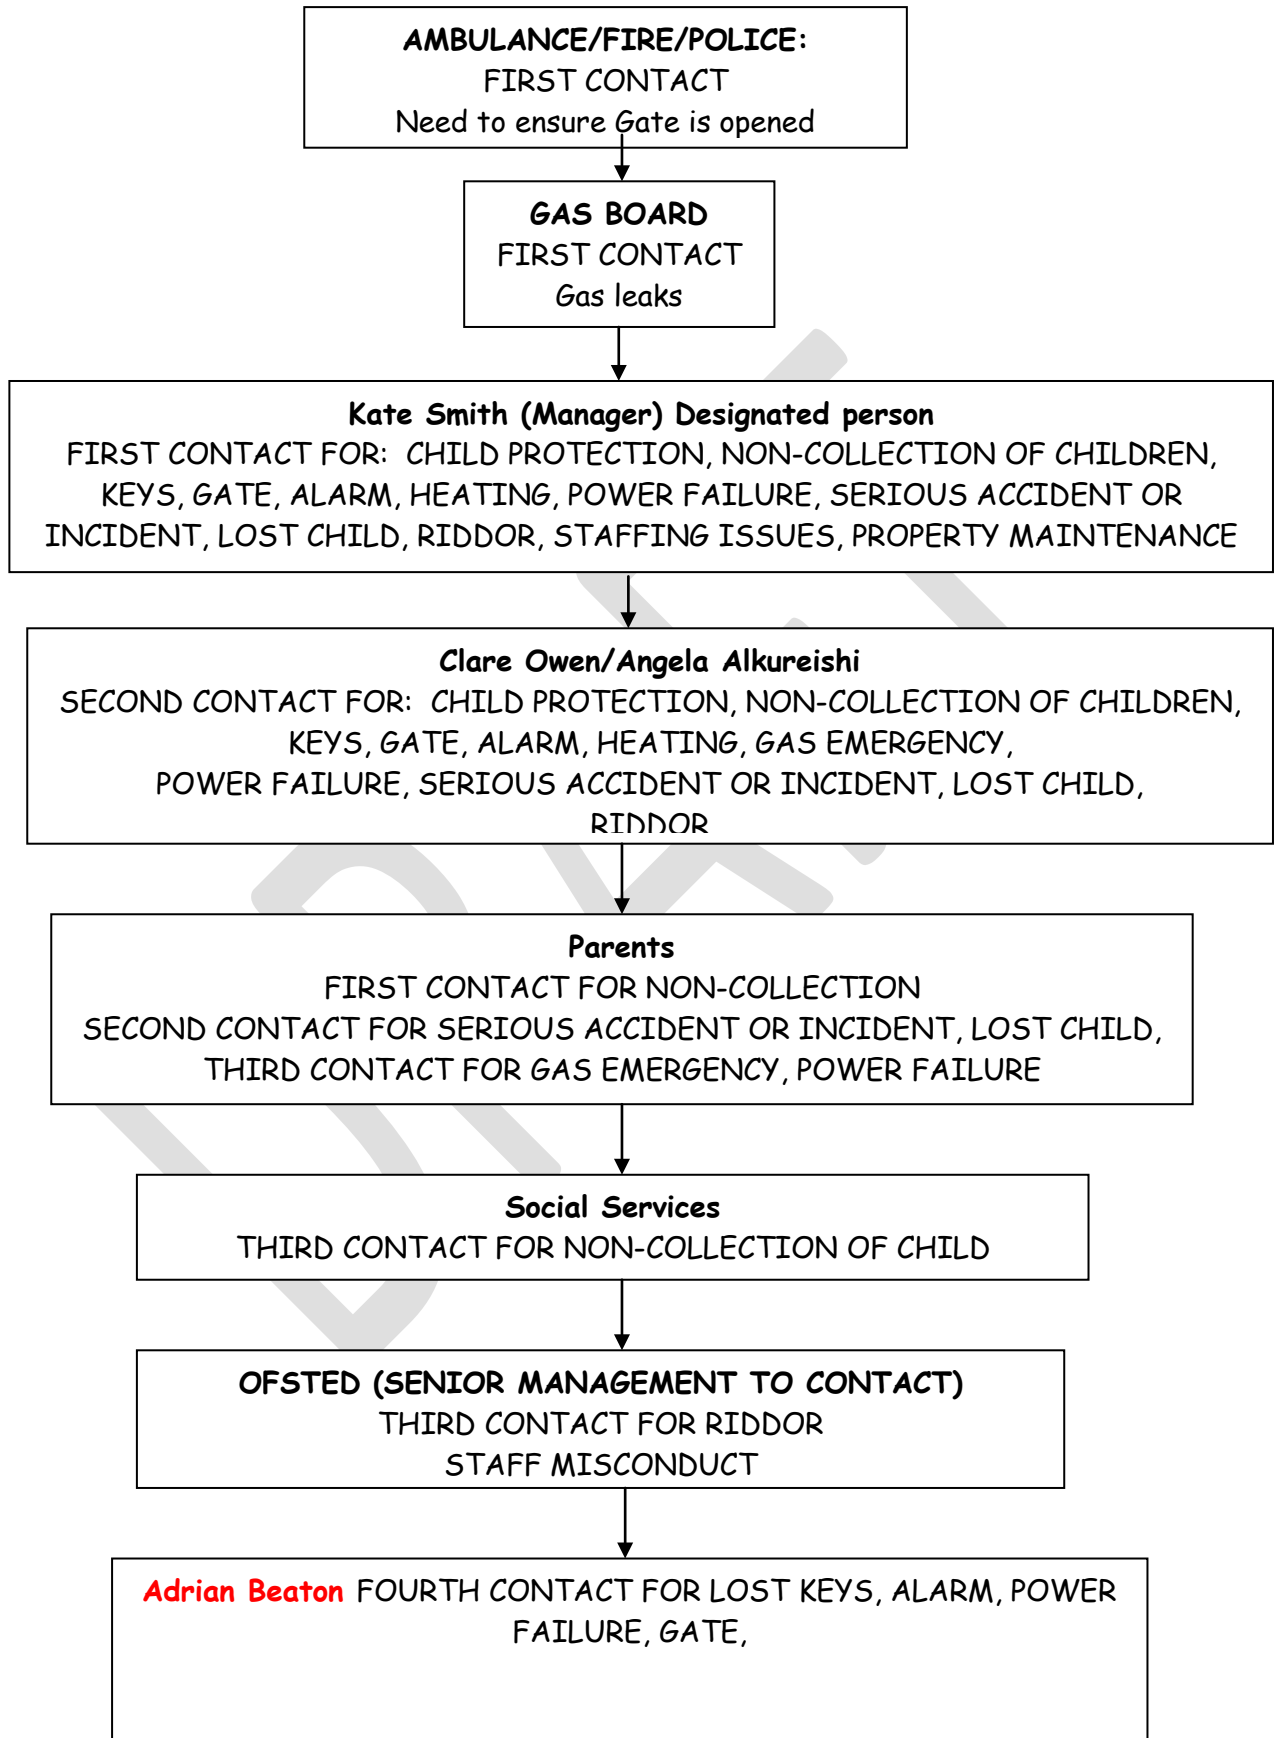 AMBULANCE/FIRE/POLICE:
FIRST CONTACT
Need to ensure Gate is opened
GAS BOARD
FIRST CONTACT
Gas leaks
Kate Smith (Manager) Designated person
FIRST CONTACT FOR: CHILD PROTECTION, NON-COLLECTION OF CHILDREN,
KEYS, GATE, ALARM, HEATING, POWER FAILURE, SERIOUS ACCIDENT OR
INCIDENT, LOST CHILD, RIDDOR, STAFFING ISSUES, PROPERTY MAINTENANCE
Clare Owen/Angela Alkureishi
SECOND CONTACT FOR: CHILD PROTECTION, NON-COLLECTION OF CHILDREN,
KEYS, GATE, ALARM, HEATING, GAS EMERGENCY,
POWER FAILURE, SERIOUS ACCIDENT OR INCIDENT, LOST CHILD,
RIDDOR
Parents
FIRST CONTACT FOR NON-COLLECTION
SECOND CONTACT FOR SERIOUS ACCIDENT OR INCIDENT, LOST CHILD,
THIRD CONTACT FOR GAS EMERGENCY, POWER FAILURE
Social Services
THIRD CONTACT FOR NON-COLLECTION OF CHILD
OFSTED (SENIOR MANAGEMENT TO CONTACT)
THIRD CONTACT FOR RIDDOR
STAFF MISCONDUCT
Adrian Beaton FOURTH CONTACT FOR LOST KEYS, ALARM, POWER
FAILURE, GATE,
DRAFT